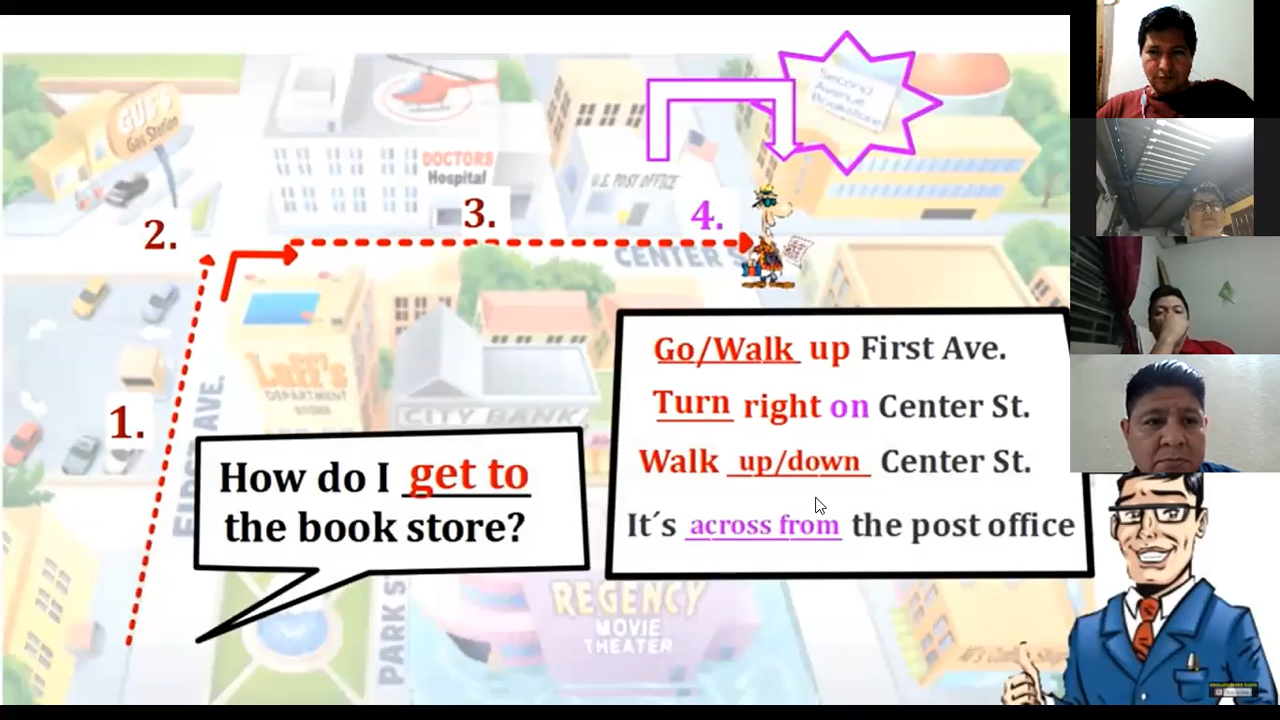 GUS'S
Gas Station
DOCTORS
Hospital
U.S. POST OFFICE
Second
Avenue
Bookstore
2.
3.
4.
CENTER S
1.
FIRST AVE.
Luff's
DEPARTMENT
STORE
CITY BANK
Go/Walk up First Ave.
Turn right on Center St.
Walk up/down Center St.
It´s across from the post office
How do I get to
the book store?
PARK S
REGENCY
MOVIE
THEATER